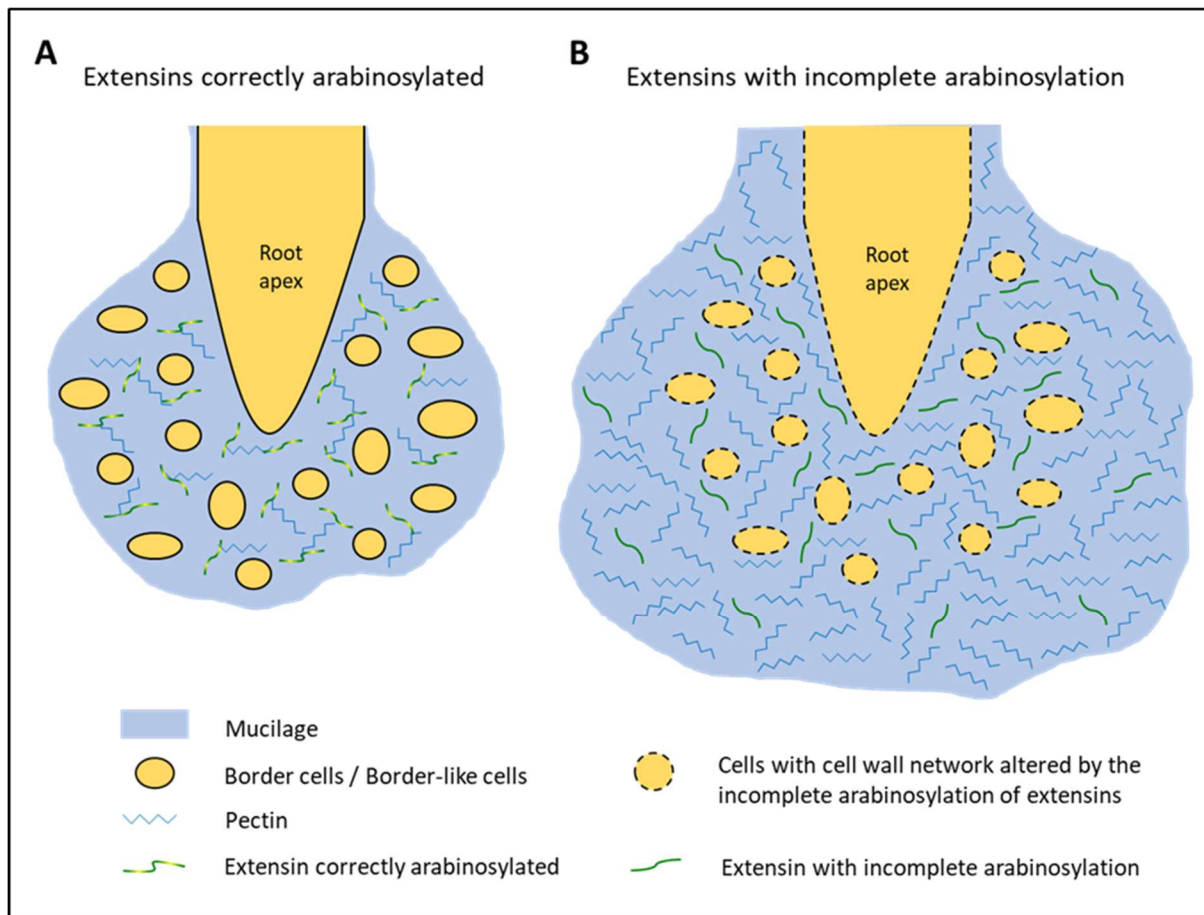 A
Extensins correctly arabinosylated
B
Extensins with incomplete arabinosylation
Root
apex
Root
apex
Mucilage
Border cells / Border-like cells
Pectin
Extensin correctly arabinosylated
Cells with cell wall network altered by the
incomplete arabinosylation of extensins
Extensin with incomplete arabinosylation